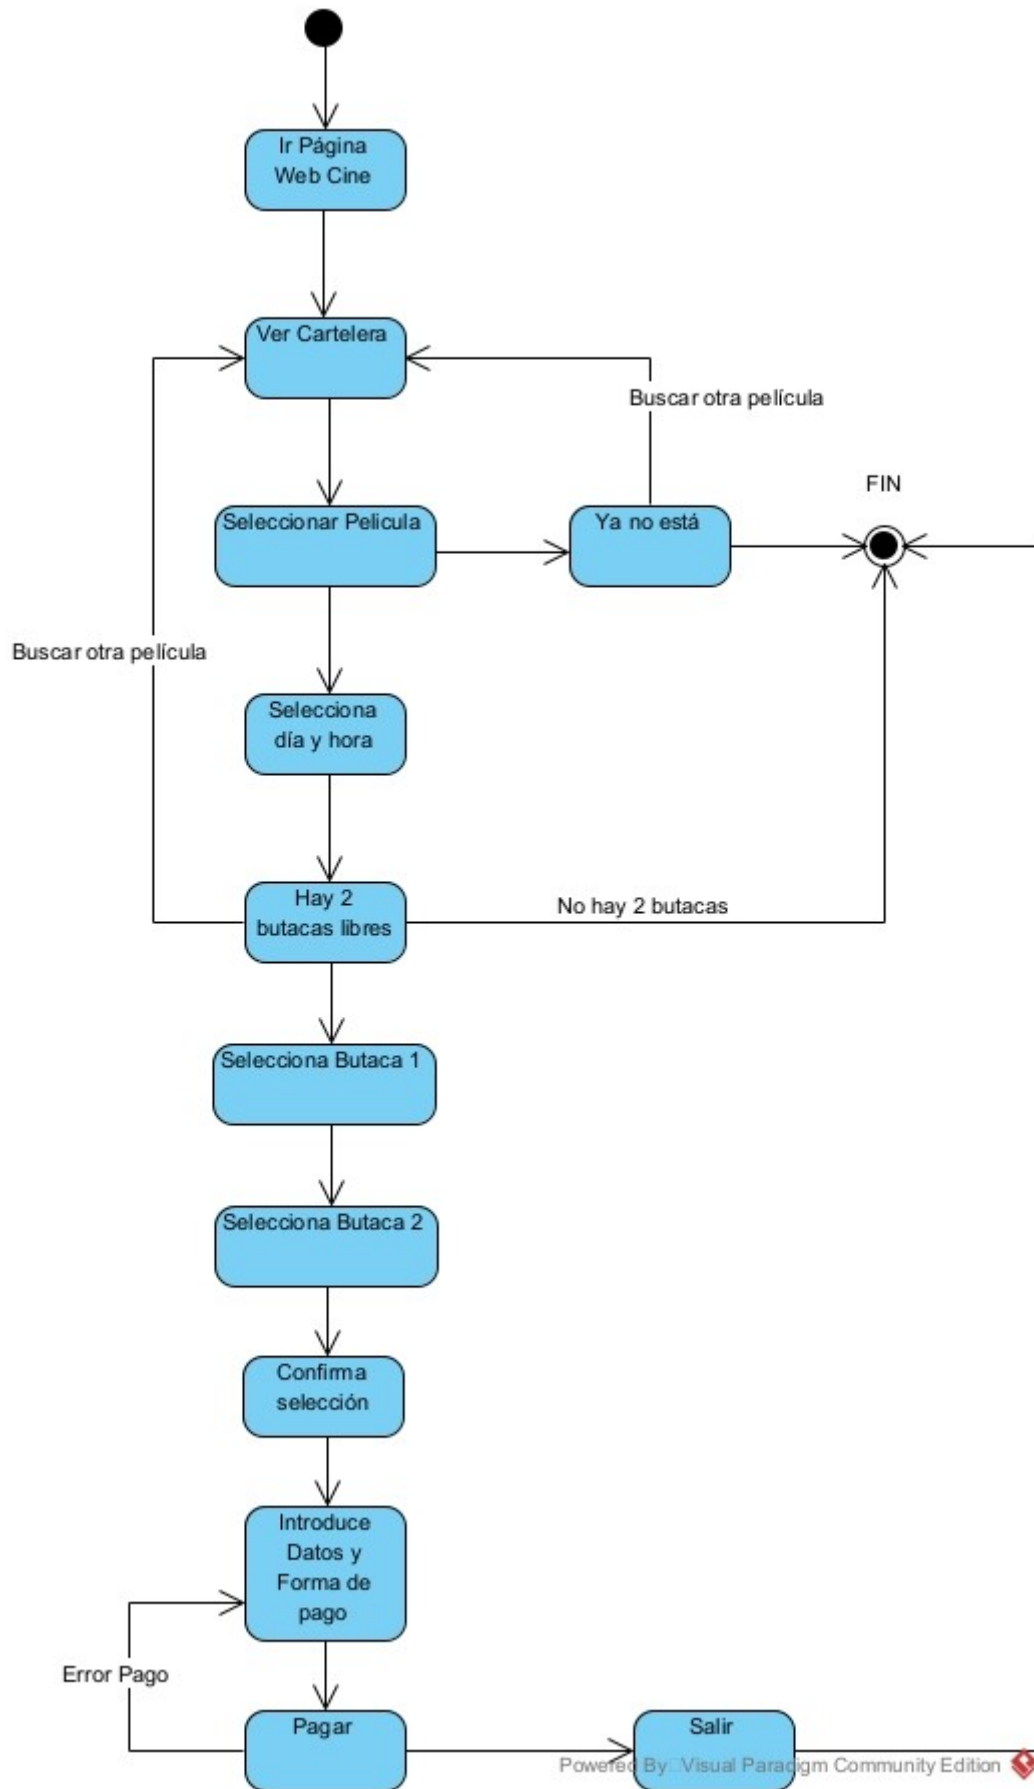 Ir Página
Web Cine
Ver Cartelera
Buscar otra película
FIN
Seleccionar Pelicula
Ya no está
Buscar otra película
Selecciona
día y hora
Hay 2
butacas libres
No hay 2 butacas
Selecciona Butaca 1
Selecciona Butaca 2
Confirma
selección
Introduce
Datos y
Forma de
pago
Error Pago
Pagar
Salir
Powered By Visual Paradigm Community Edition